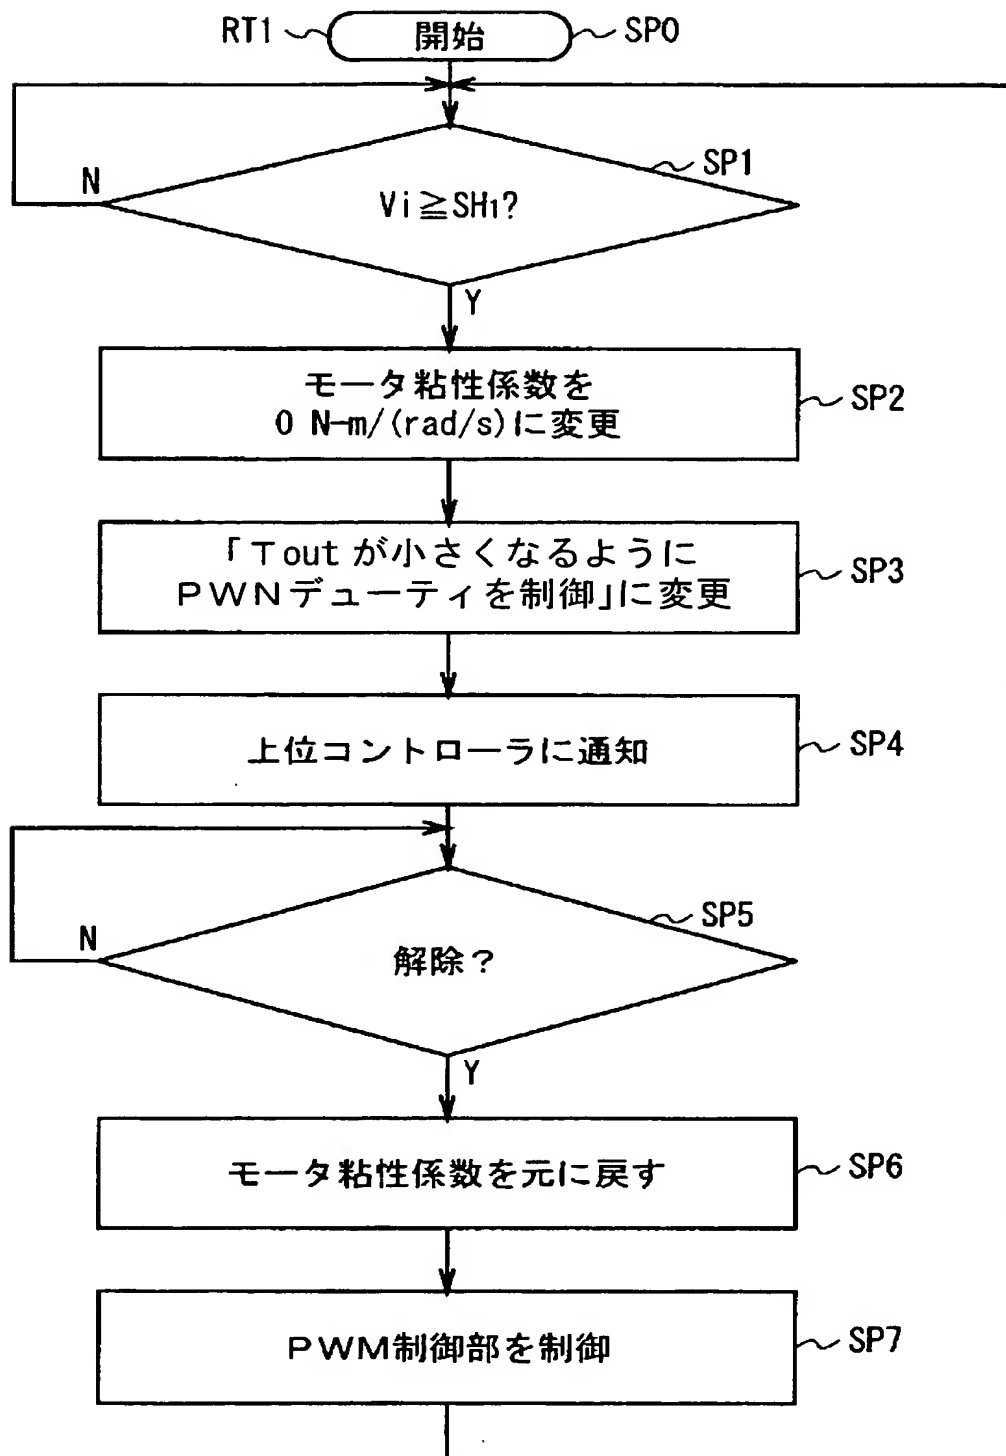 RT1 開始 SP0
SP1
N
Vi≧SH1?
Y
モータ粘性係数を
0 N-m/(rad/s)に変更
SP2
「Toutが小さくなるように
PWNデューティを制御」に変更
SP3
上位コントローラに通知
SP4
SP5
N
解除?
Y
モータ粘性係数を元に戻す
SP6
PWM制御部を制御
SP7